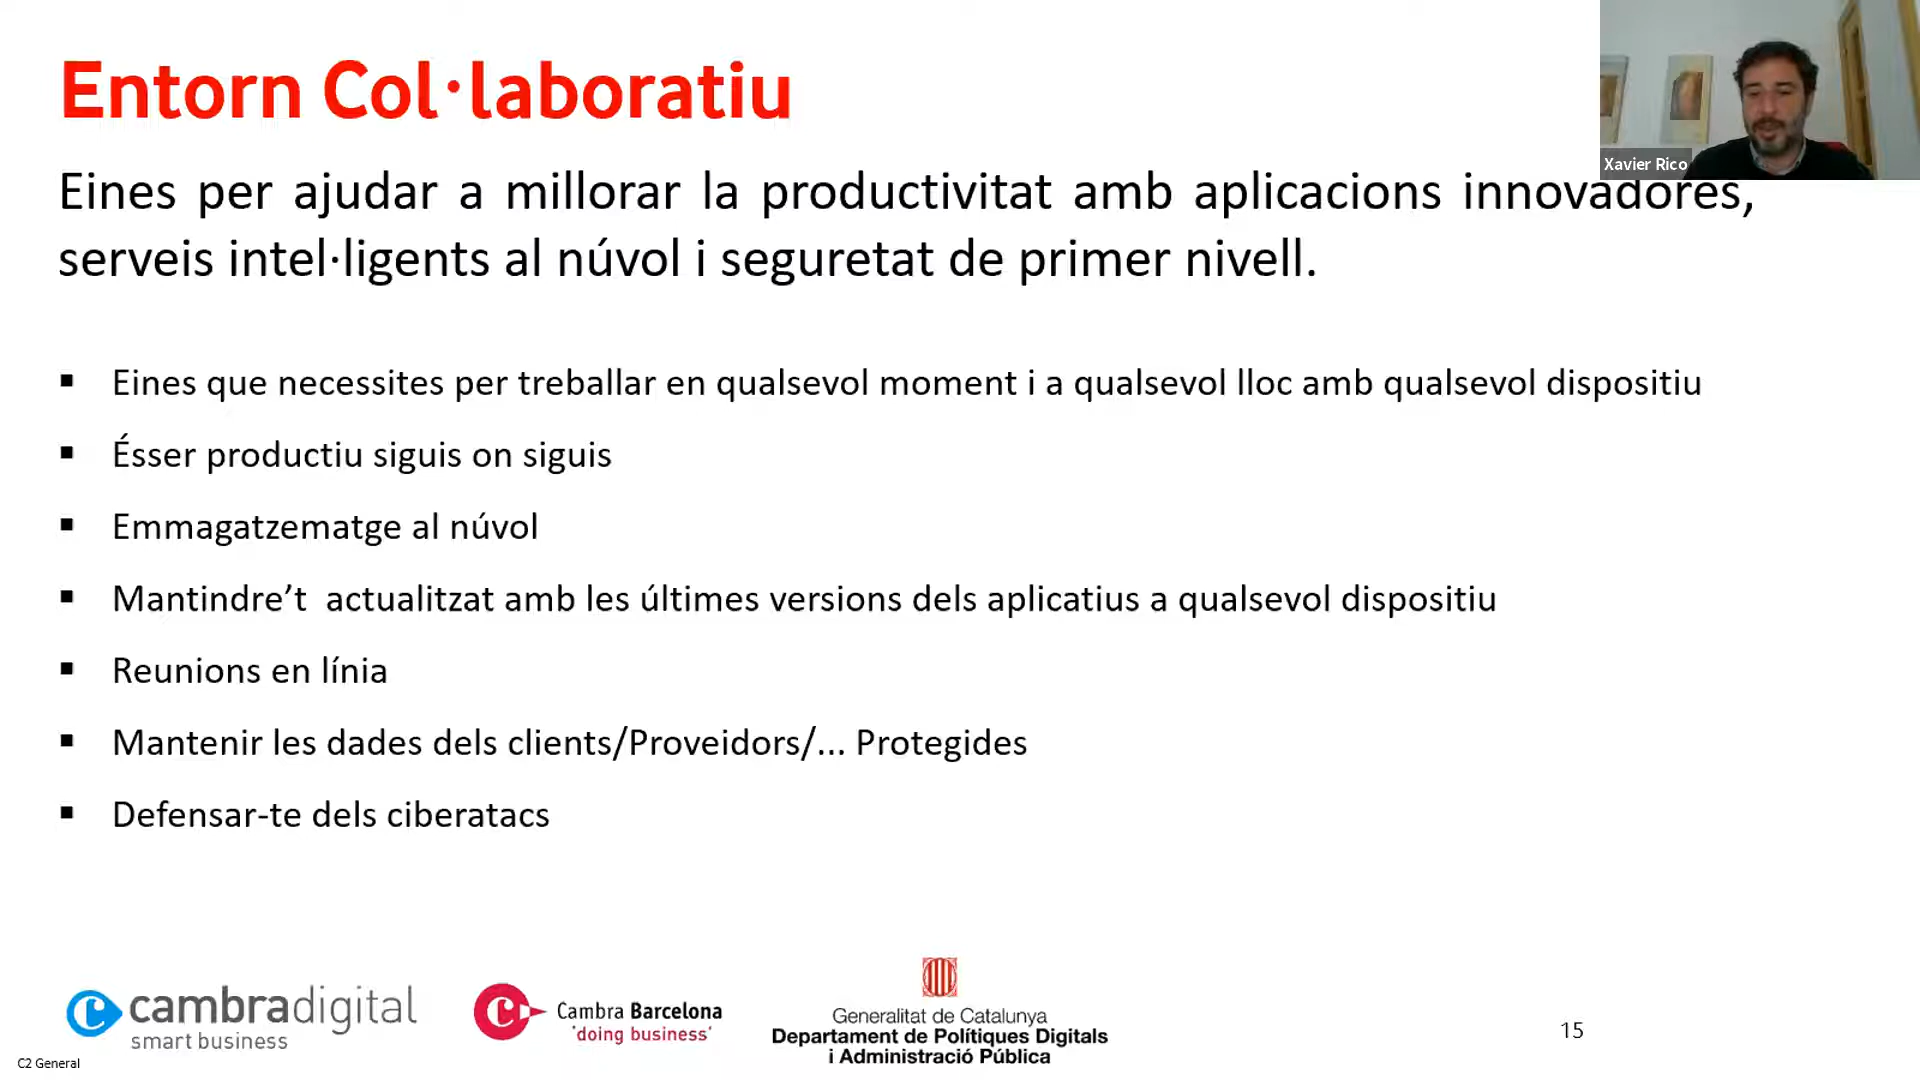 Entorn Col·laboratiu
Xavier Rico
Eines per ajudar a millorar la productivitat amb aplicacions innovadores,
serveis intel·ligents al núvol i seguretat de primer nivell.
▪ Eines que necessites per treballar en qualsevol moment i a qualsevol lloc amb qualsevol dispositiu
▪ Ésser productiu siguis on siguis
▪ Emmagatzematge al núvol
▪ Mantindre’t actualitzat amb les últimes versions dels aplicatius a qualsevol dispositiu
▪ Reunions en línia
▪ Mantenir les dades dels clients/Proveidors/... Protegides
▪ Defensar-te dels ciberatacs
cambradigital
smart business
Cambra Barcelona
'doing business'
Generalitat de Catalunya
Departament de Polítiques Digitals
i Administració Pública
15
C2 General